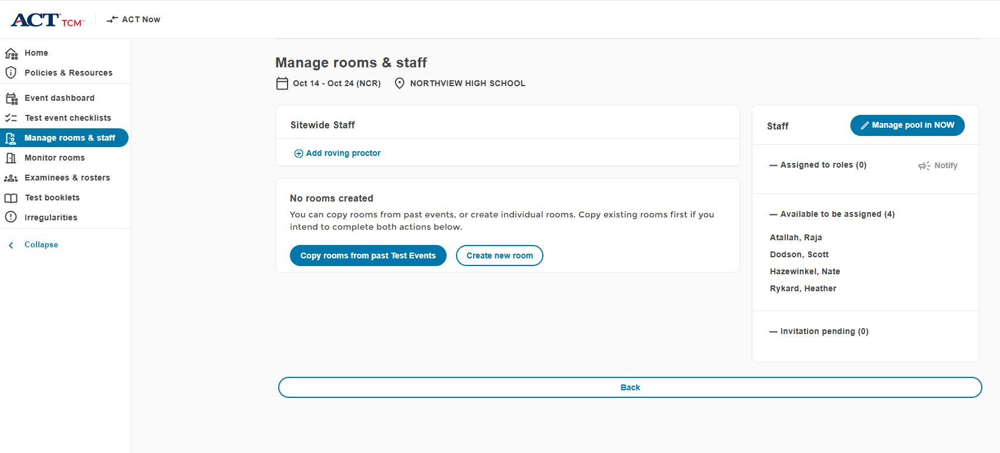 ACT TCM™
ACT Now
Home
Policies & Resources
Event dashboard
Test event checklists
Manage rooms & staff
Monitor rooms
Examinees & rosters
Test booklets
Irregularities
Collapse
Manage rooms & staff
Oct 14 - Oct 24 (NCR) NORTHVIEW HIGH SCHOOL
Sitewide Staff
Add roving proctor
No rooms created
You can copy rooms from past events, or create individual rooms. Copy existing rooms first if you
intend to complete both actions below.
Copy rooms from past Test Events
Create new room
Staff
Manage pool in NOW
— Assigned to roles (0)
Notify
— Available to be assigned (4)
Atallah, Raja
Dodson, Scott
Hazewinkel, Nate
Rykard, Heather
— Invitation pending (0)
Back